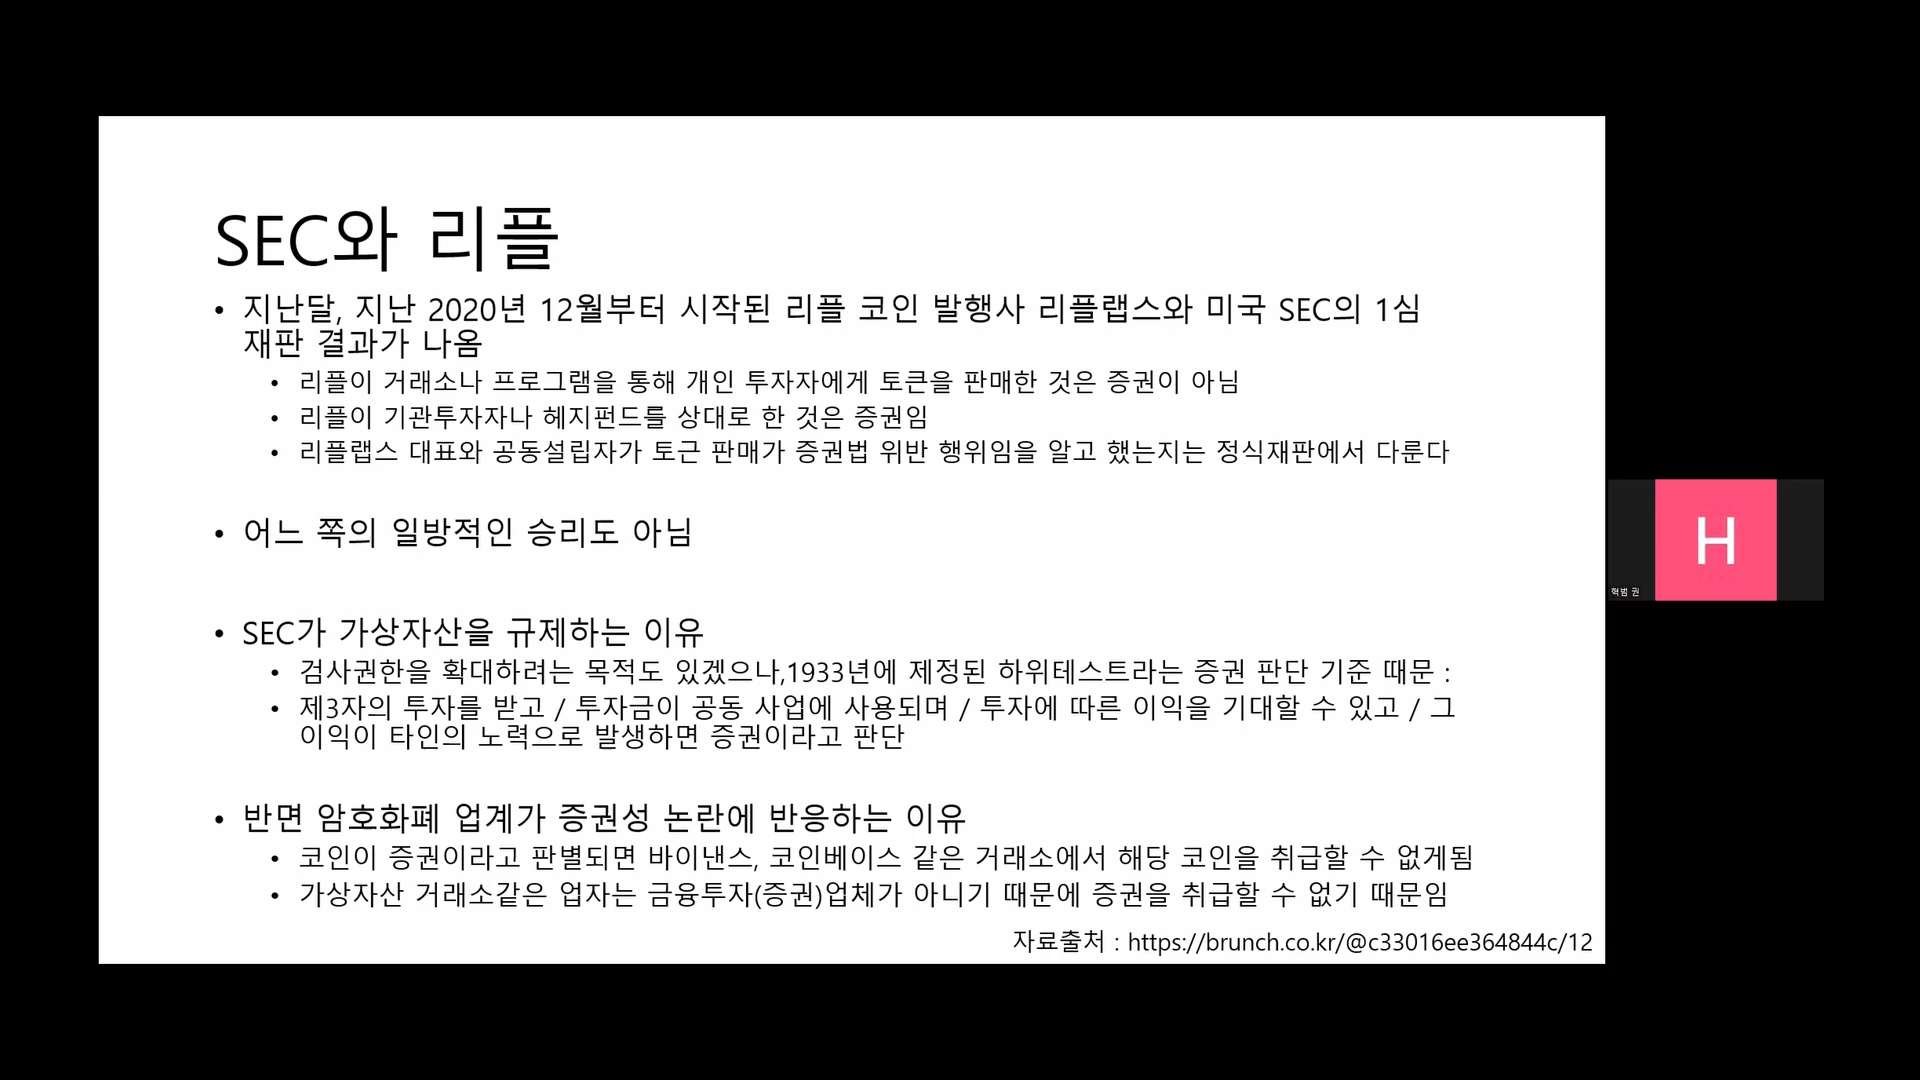 SEC와 리플
• 지난달, 지난 2020년 12월부터 시작된 리플 코인 발행사 리플랩스와 미국 SEC의 1심
재판 결과가 나옴
• 리플이 거래소나 프로그램을 통해 개인 투자자에게 토큰을 판매한 것은 증권이 아님
• 리플이 기관투자자나 헤지펀드를 상대로 한 것은 증권임
• 리플랩스 대표와 공동설립자가 토근 판매가 증권법 위반 행위임을 알고 했는지는 정식재판에서 다룬다
• 어느 쪽의 일방적인 승리도 아님
• SEC가 가상자산을 규제하는 이유
• 검사권한을 확대하려는 목적도 있겠으나,1933년에 제정된 하위테스트라는 증권 판단 기준 때문 :
• 제3자의 투자를 받고 / 투자금이 공동 사업에 사용되며 / 투자에 따른 이익을 기대할 수 있고 / 그
이익이 타인의 노력으로 발생하면 증권이라고 판단
• 반면 암호화폐 업계가 증권성 논란에 반응하는 이유
• 코인이 증권이라고 판별되면 바이낸스, 코인베이스 같은 거래소에서 해당 코인을 취급할 수 없게됨
• 가상자산 거래소같은 업자는 금융투자(증권)업체가 아니기 때문에 증권을 취급할 수 없기 때문임
자료출처 : https://brunch.co.kr/@c33016ee364844c/12
H
혁범 권